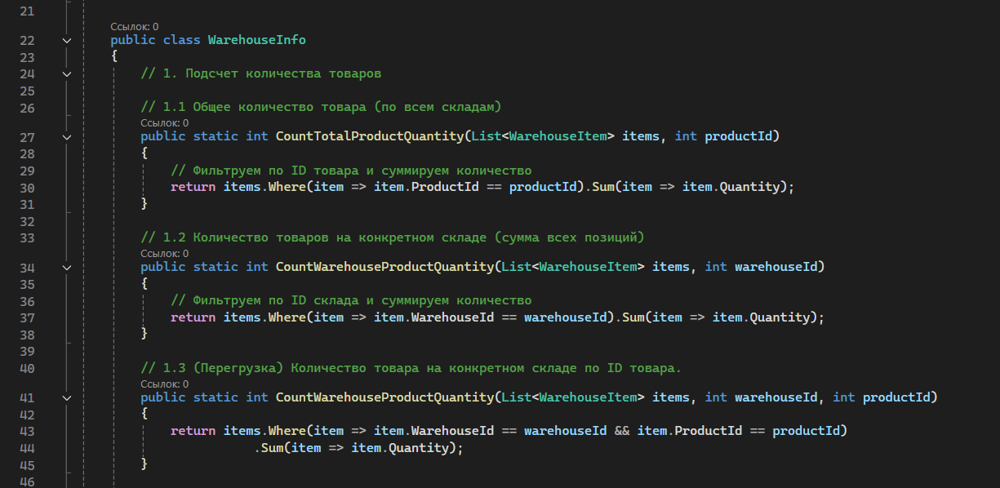 21
Ссылок: 0
22 public class WarehouseInfo
23 {
24 // 1. Подсчет количества товаров
25
26 // 1.1 Общее количество товара (по всем складам)
Ссылок: 0
27 public static int CountTotalProductQuantity(List<WarehouseItem> items, int productId)
28 {
29 // Фильтруем по ID товара и суммируем количество
30 return items.Where(item => item.ProductId == productId).Sum(item => item.Quantity);
31 }
32
33 // 1.2 Количество товаров на конкретном складе (сумма всех позиций)
Ссылок: 0
34 public static int CountWarehouseProductQuantity(List<WarehouseItem> items, int warehouseId)
35 {
36 // Фильтруем по ID склада и суммируем количество
37 return items.Where(item => item.WarehouseId == warehouseId).Sum(item => item.Quantity);
38 }
39
40 // 1.3 (Перегрузка) Количество товара на конкретном складе по ID товара.
Ссылок: 0
41 public static int CountWarehouseProductQuantity(List<WarehouseItem> items, int warehouseId, int productId)
42 {
43 return items.Where(item => item.WarehouseId == warehouseId && item.ProductId == productId)
44 .Sum(item => item.Quantity);
45 }
46